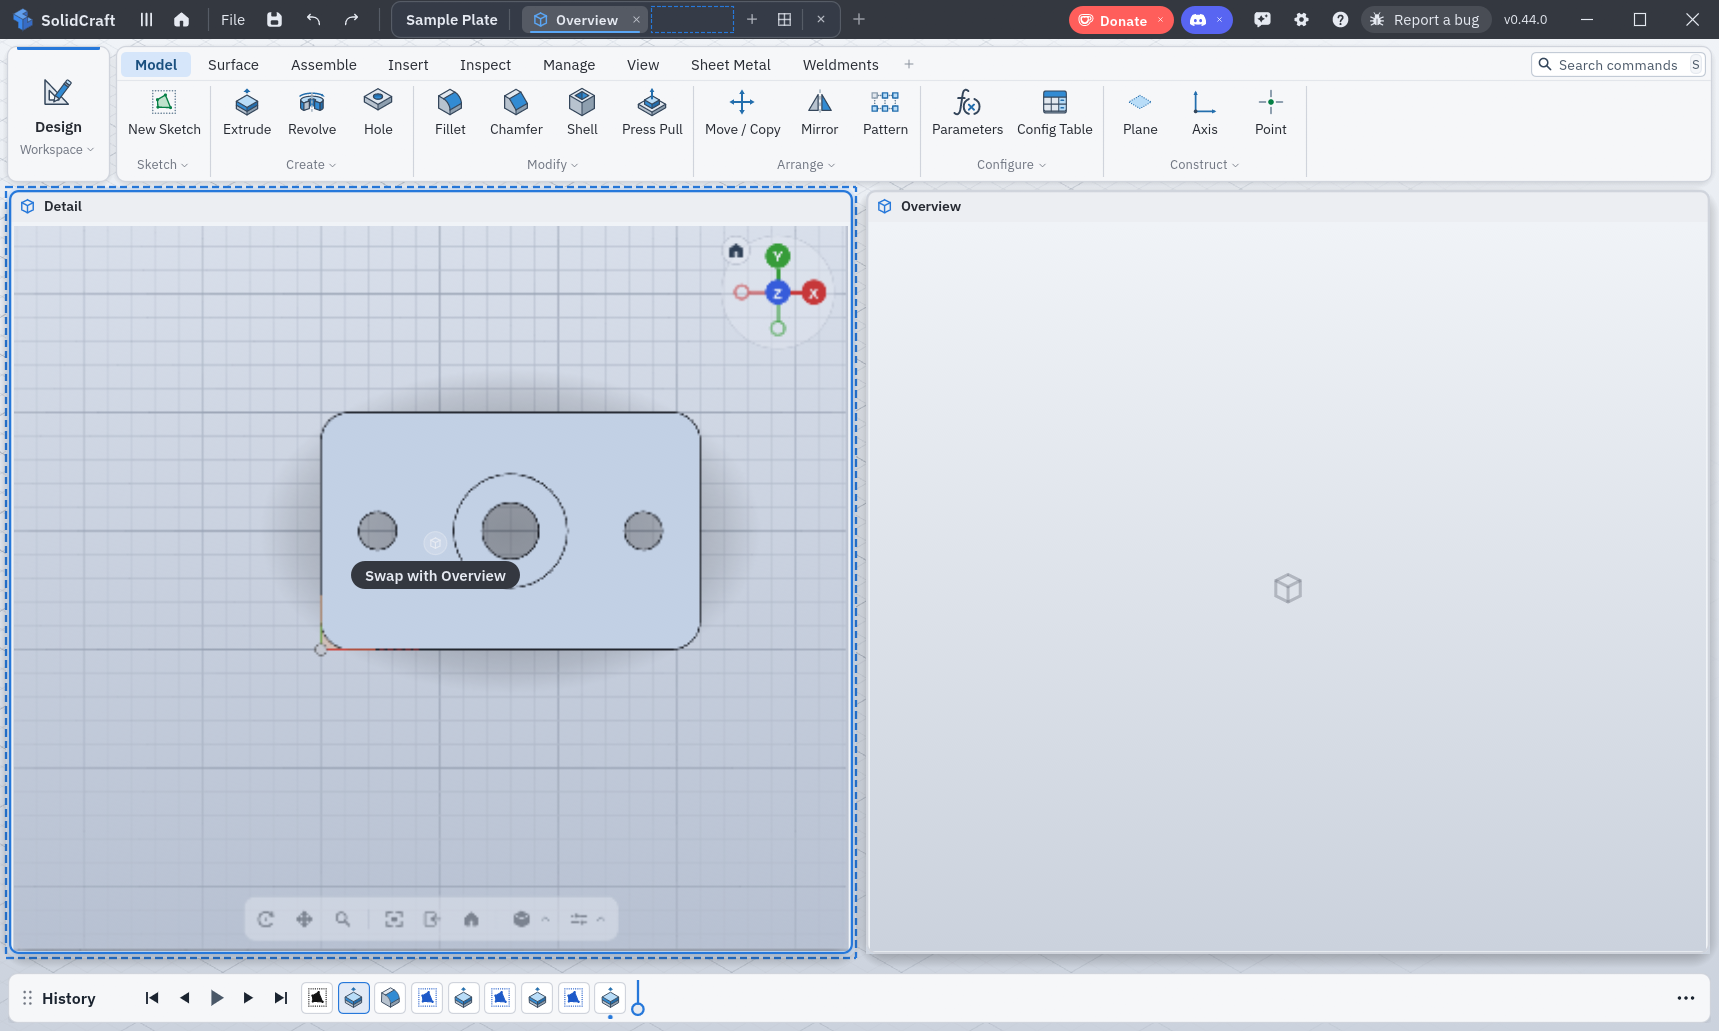 SolidCraft
File
Sample Plate
Overview
Donate
Report a bug
v0.44.0
Design
Workspace
Model
Surface
Assemble
Insert
Inspect
Manage
View
Sheet Metal
Weldments
Search commands
S
New Sketch
Extrude
Revolve
Hole
Fillet
Chamfer
Shell
Press Pull
Move / Copy
Mirror
Pattern
Parameters
Config Table
Plane
Axis
Point
Sketch
Create
Modify
Arrange
Configure
Construct
Detail
Y
Z
X
Swap with Overview
Overview
History